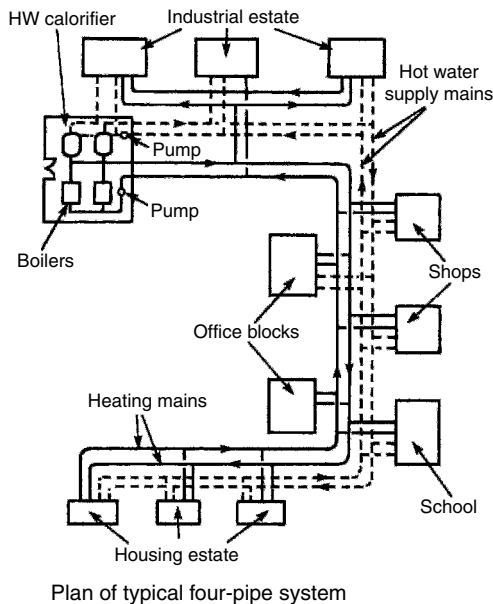 HW calorifier
Industrial estate
Hot water
supply mains
Pump
Pump
Boilers
Shops
Office blocks
Heating mains
School
Housing estate
Plan of typical four-pipe system